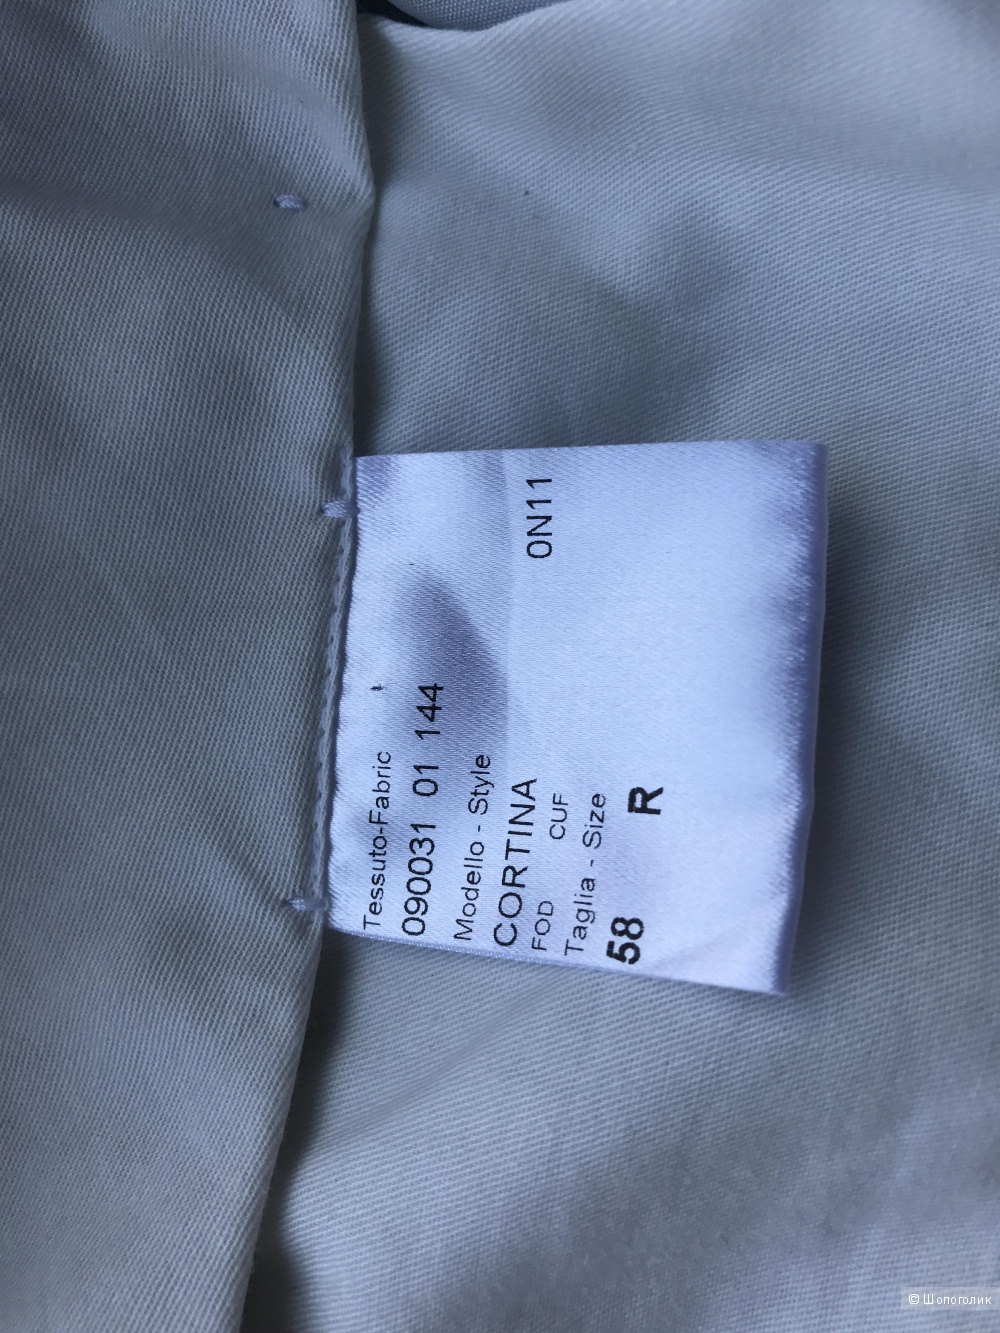 Tessuto-Fabric
090031 01 144
Modello - Style
CORTINA 0N11
FOD CUF
Taglia - Size
58 R
© Шопоголик